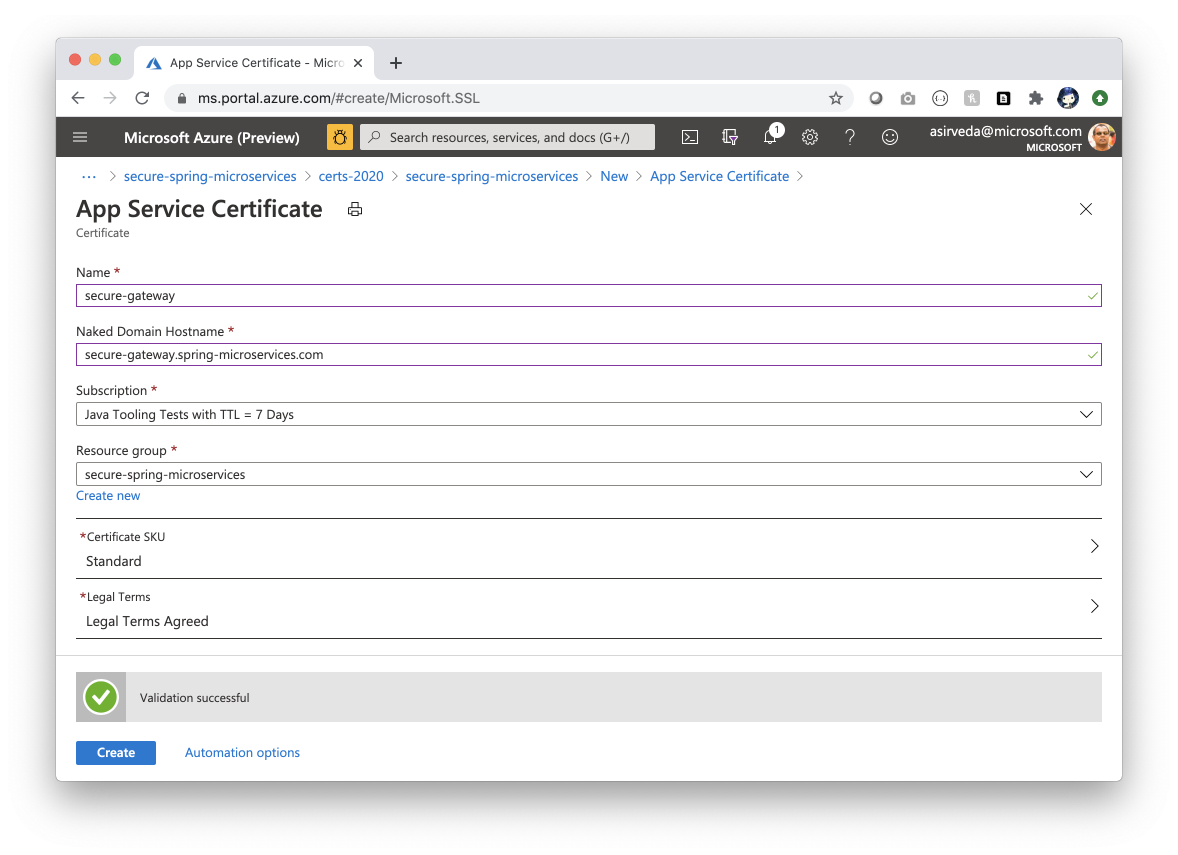 App Service Certificate - Micro
ms.portal.azure.com/#create/Microsoft.SSL
Microsoft Azure (Preview)
Search resources, services, and docs (G+/)
1
asirveda@microsoft.com
MICROSOFT
... > secure-spring-microservices > certs-2020 > secure-spring-microservices > New > App Service Certificate >
App Service Certificate
Certificate
Name *
secure-gateway
Naked Domain Hostname *
secure-gateway.spring-microservices.com
Subscription *
Java Tooling Tests with TTL = 7 Days
Resource group *
secure-spring-microservices
Create new
*Certificate SKU
Standard
*Legal Terms
Legal Terms Agreed
Validation successful
Create Automation options